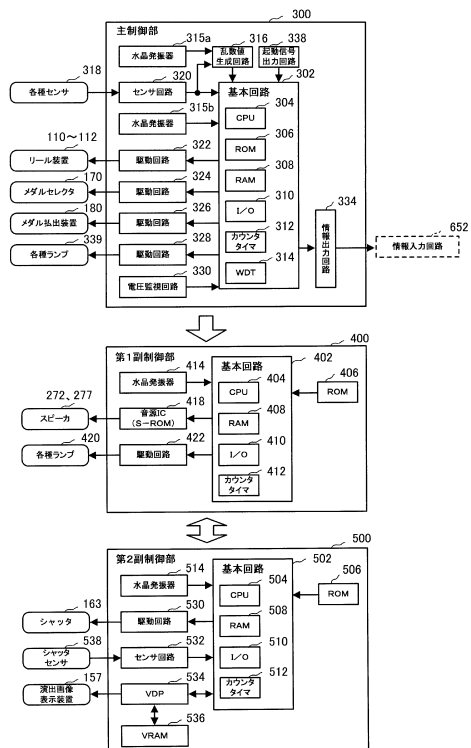 300
主制御部
315a
水晶発振器
316
乱数値
生成回路
338
起動信号
出力回路
318
各種センサ
320
センサ回路
302
基本回路
304
CPU
315b
水晶発振器
306
ROM
110～112
リール装置
322
駆動回路
308
RAM
170
メダルセレクタ
324
駆動回路
310
I／O
334
情報出力回路
652
情報入力回路
180
メダル払出装置
326
駆動回路
312
カウンタ
タイマ
339
各種ランプ
328
駆動回路
314
WDT
330
電圧監視回路
400
第1副制御部
414
水晶発振器
402
基本回路
404
CPU
406
ROM
272、277
スピーカ
418
音源IC
(S－ROM)
408
RAM
420
各種ランプ
422
駆動回路
410
I／O
412
カウンタ
タイマ
500
第2副制御部
514
水晶発振器
502
基本回路
504
CPU
506
ROM
163
シャッタ
530
駆動回路
508
RAM
538
シャッタ
センサ
532
センサ回路
510
I／O
157
演出画像
表示装置
534
VDP
512
カウンタ
タイマ
536
VRAM